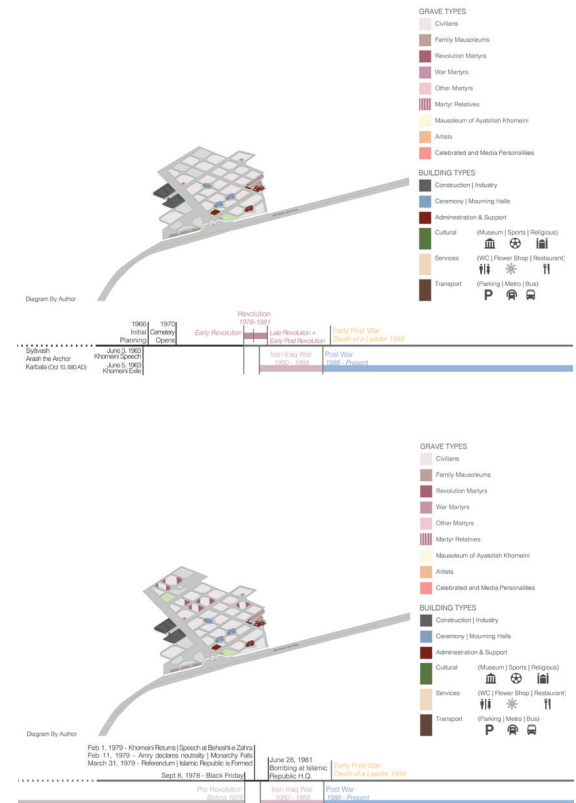 GRAVE TYPES
Civilians
Family Mausoleums
Revolution Martyrs
War Martyrs
Other Martyrs
Martyr Relatives
Mausoleum of Ayatollah Khomeini
Artists
Celebrated and Media Personalities
BUILDING TYPES
Construction | Industry
Ceremony | Mourning Halls
Adminestration & Support
Cultural (Museum | Sports | Religious)
Services (WC | Flower Shop | Restaurant)
Transport (Parking | Metro | Bus)
P
Diagram By Author
Revolution
1978-1981
1966
Initial
Planning
1970
Cemetery
Opens
Early Revolution
Late Revolution +
Early Post Revolution
Early Post War
Death of a Leader 1989
Siyâvash
Arash the Archor
Karbala (Oct 10, 680 AD)
June 3, 1963
Khomeini Speech
June 5, 1963
Khomeini Exile
Iran-Iraq War
1980 - 1988
Post War
1988 - Present
GRAVE TYPES
Civilians
Family Mausoleums
Revolution Martyrs
War Martyrs
Other Martyrs
Martyr Relatives
Mausoleum of Ayatollah Khomeini
Artists
Celebrated and Media Personalities
BUILDING TYPES
Construction | Industry
Ceremony | Mourning Halls
Adminestration & Support
Cultural (Museum | Sports | Religious)
Services (WC | Flower Shop | Restaurant)
Transport (Parking | Metro | Bus)
P
Diagram By Author
Feb 1, 1979 - Khomeini Returns | Speech at Behesht-e Zahra
Feb 11, 1979 - Amry declares neutrality | Monarchy Falls
March 31, 1979 - Referendum | Islamic Republic is Formed
Sept 8, 1978 - Black Friday
June 28, 1981
Bombing at Islamic
Republic H.Q.
Early Post War
Death of a Leader 1989
Pre Revolution
Before 1978
Iran-Iraq War
1980 - 1988
Post War
1988 - Present